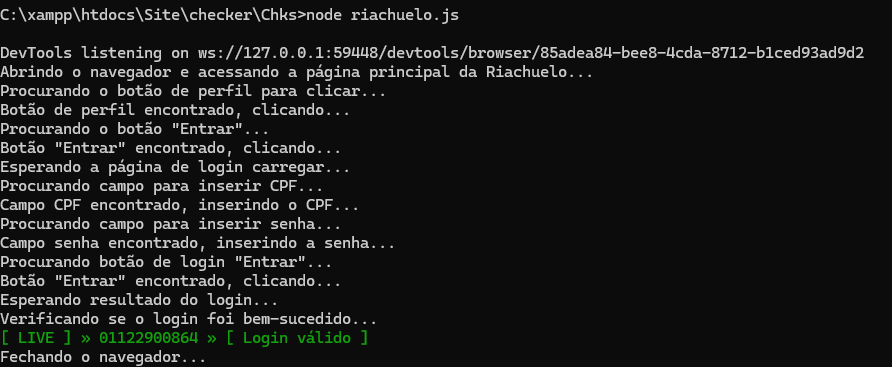 C:\xampp\htdocs\Site\checker\Chks>node riachuelo.js
DevTools listening on ws://127.0.0.1:59448/devtools/browser/85adea84-bee8-4cda-8712-b1ced93ad9d2
Abrindo o navegador e acessando a página principal da Riachuelo...
Procurando o botão de perfil para clicar...
Botão de perfil encontrado, clicando...
Procurando o botão "Entrar"...
Botão "Entrar" encontrado, clicando...
Esperando a página de login carregar...
Procurando campo para inserir CPF...
Campo CPF encontrado, inserindo o CPF...
Procurando campo para inserir senha...
Campo senha encontrado, inserindo a senha...
Procurando botão de login "Entrar"...
Botão "Entrar" encontrado, clicando...
Esperando resultado do login...
Verificando se o login foi bem-sucedido...
[ LIVE ] » 01122900864 » [ Login válido ]
Fechando o navegador...